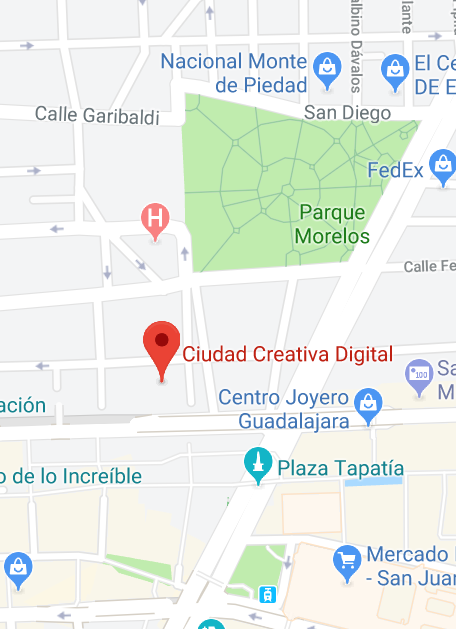 albino Dávalos
lante
Nacional Monte
de Piedad
El Ce
DE E
Calle Garibaldi
San Diego
FedEx
H
Parque
Morelos
Calle Fe
Ciudad Creativa Digital
100
Sa
M
ación
Centro Joyero
Guadalajara
Plaza Tapatía
o de lo Increíble
Mercado
- San Juan